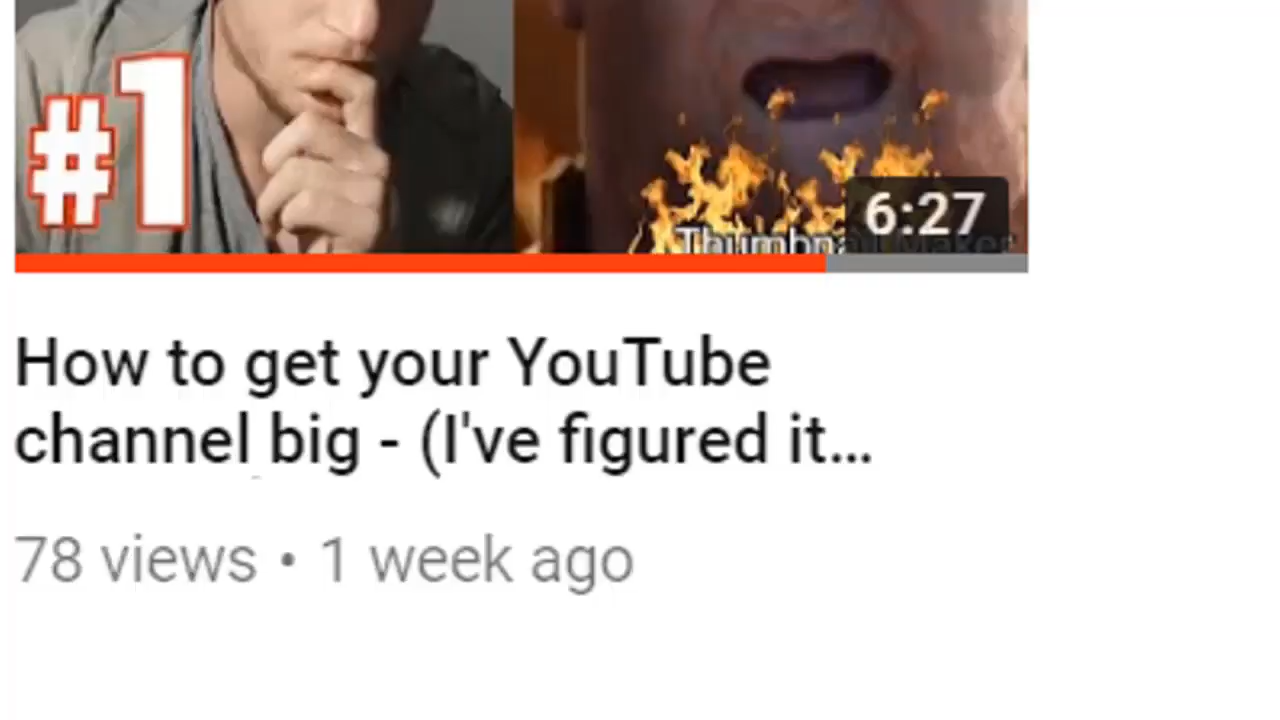 #1
6:27
How to get your YouTube
channel big - (I've figured it...
78 views • 1 week ago